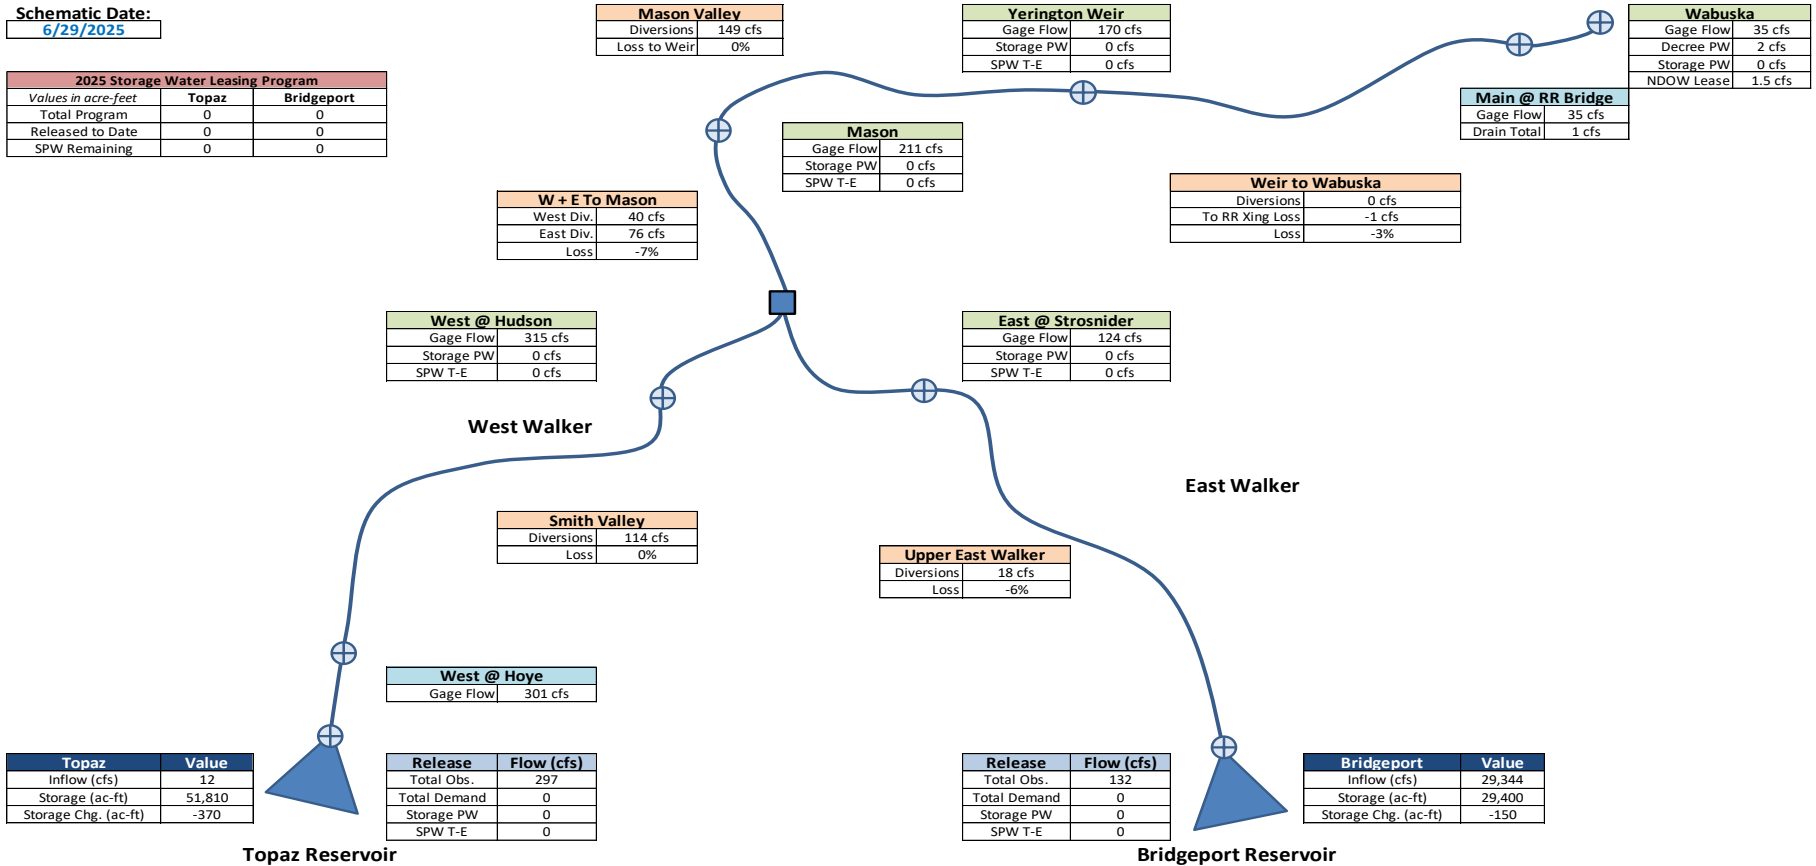 Schematic Date:
6/29/2025
2025 Storage Water Leasing Program
Values in acre-feet Topaz Bridgeport
Total Program 0 0
Released to Date 0 0
SPW Remaining 0 0
Mason Valley
Diversions 149 cfs
Loss to Weir 0%
Yerington Weir
Gage Flow 170 cfs
Storage PW 0 cfs
SPW T-E 0 cfs
Wabuska
Gage Flow 35 cfs
Decree PW 2 cfs
Storage PW 0 cfs
NDOW Lease 1.5 cfs
Main @ RR Bridge
Gage Flow 35 cfs
Drain Total 1 cfs
Mason
Gage Flow 211 cfs
Storage PW 0 cfs
SPW T-E 0 cfs
W + E To Mason
West Div. 40 cfs
East Div. 76 cfs
Loss -7%
Weir to Wabuska
Diversions 0 cfs
To RR Xing Loss -1 cfs
Loss -3%
West @ Hudson
Gage Flow 315 cfs
Storage PW 0 cfs
SPW T-E 0 cfs
East @ Strosnider
Gage Flow 124 cfs
Storage PW 0 cfs
SPW T-E 0 cfs
West Walker
East Walker
Smith Valley
Diversions 114 cfs
Loss 0%
Upper East Walker
Diversions 18 cfs
Loss -6%
West @ Hoye
Gage Flow 301 cfs
Topaz Value
Inflow (cfs) 12
Storage (ac-ft) 51,810
Storage Chg. (ac-ft) -370
Release Flow (cfs)
Total Obs. 297
Total Demand 0
Storage PW 0
SPW T-E 0
Topaz Reservoir
Release Flow (cfs)
Total Obs. 132
Total Demand 0
Storage PW 0
SPW T-E 0
Bridgeport Value
Inflow (cfs) 29,344
Storage (ac-ft) 29,400
Storage Chg. (ac-ft) -150
Bridgeport Reservoir